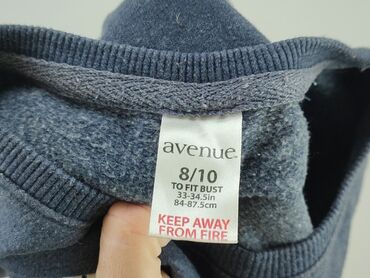 avenue.
8/10
TO FIT BUST
33-34.5in
84-87.5cm
KEEP AWAY
FROM FIRE